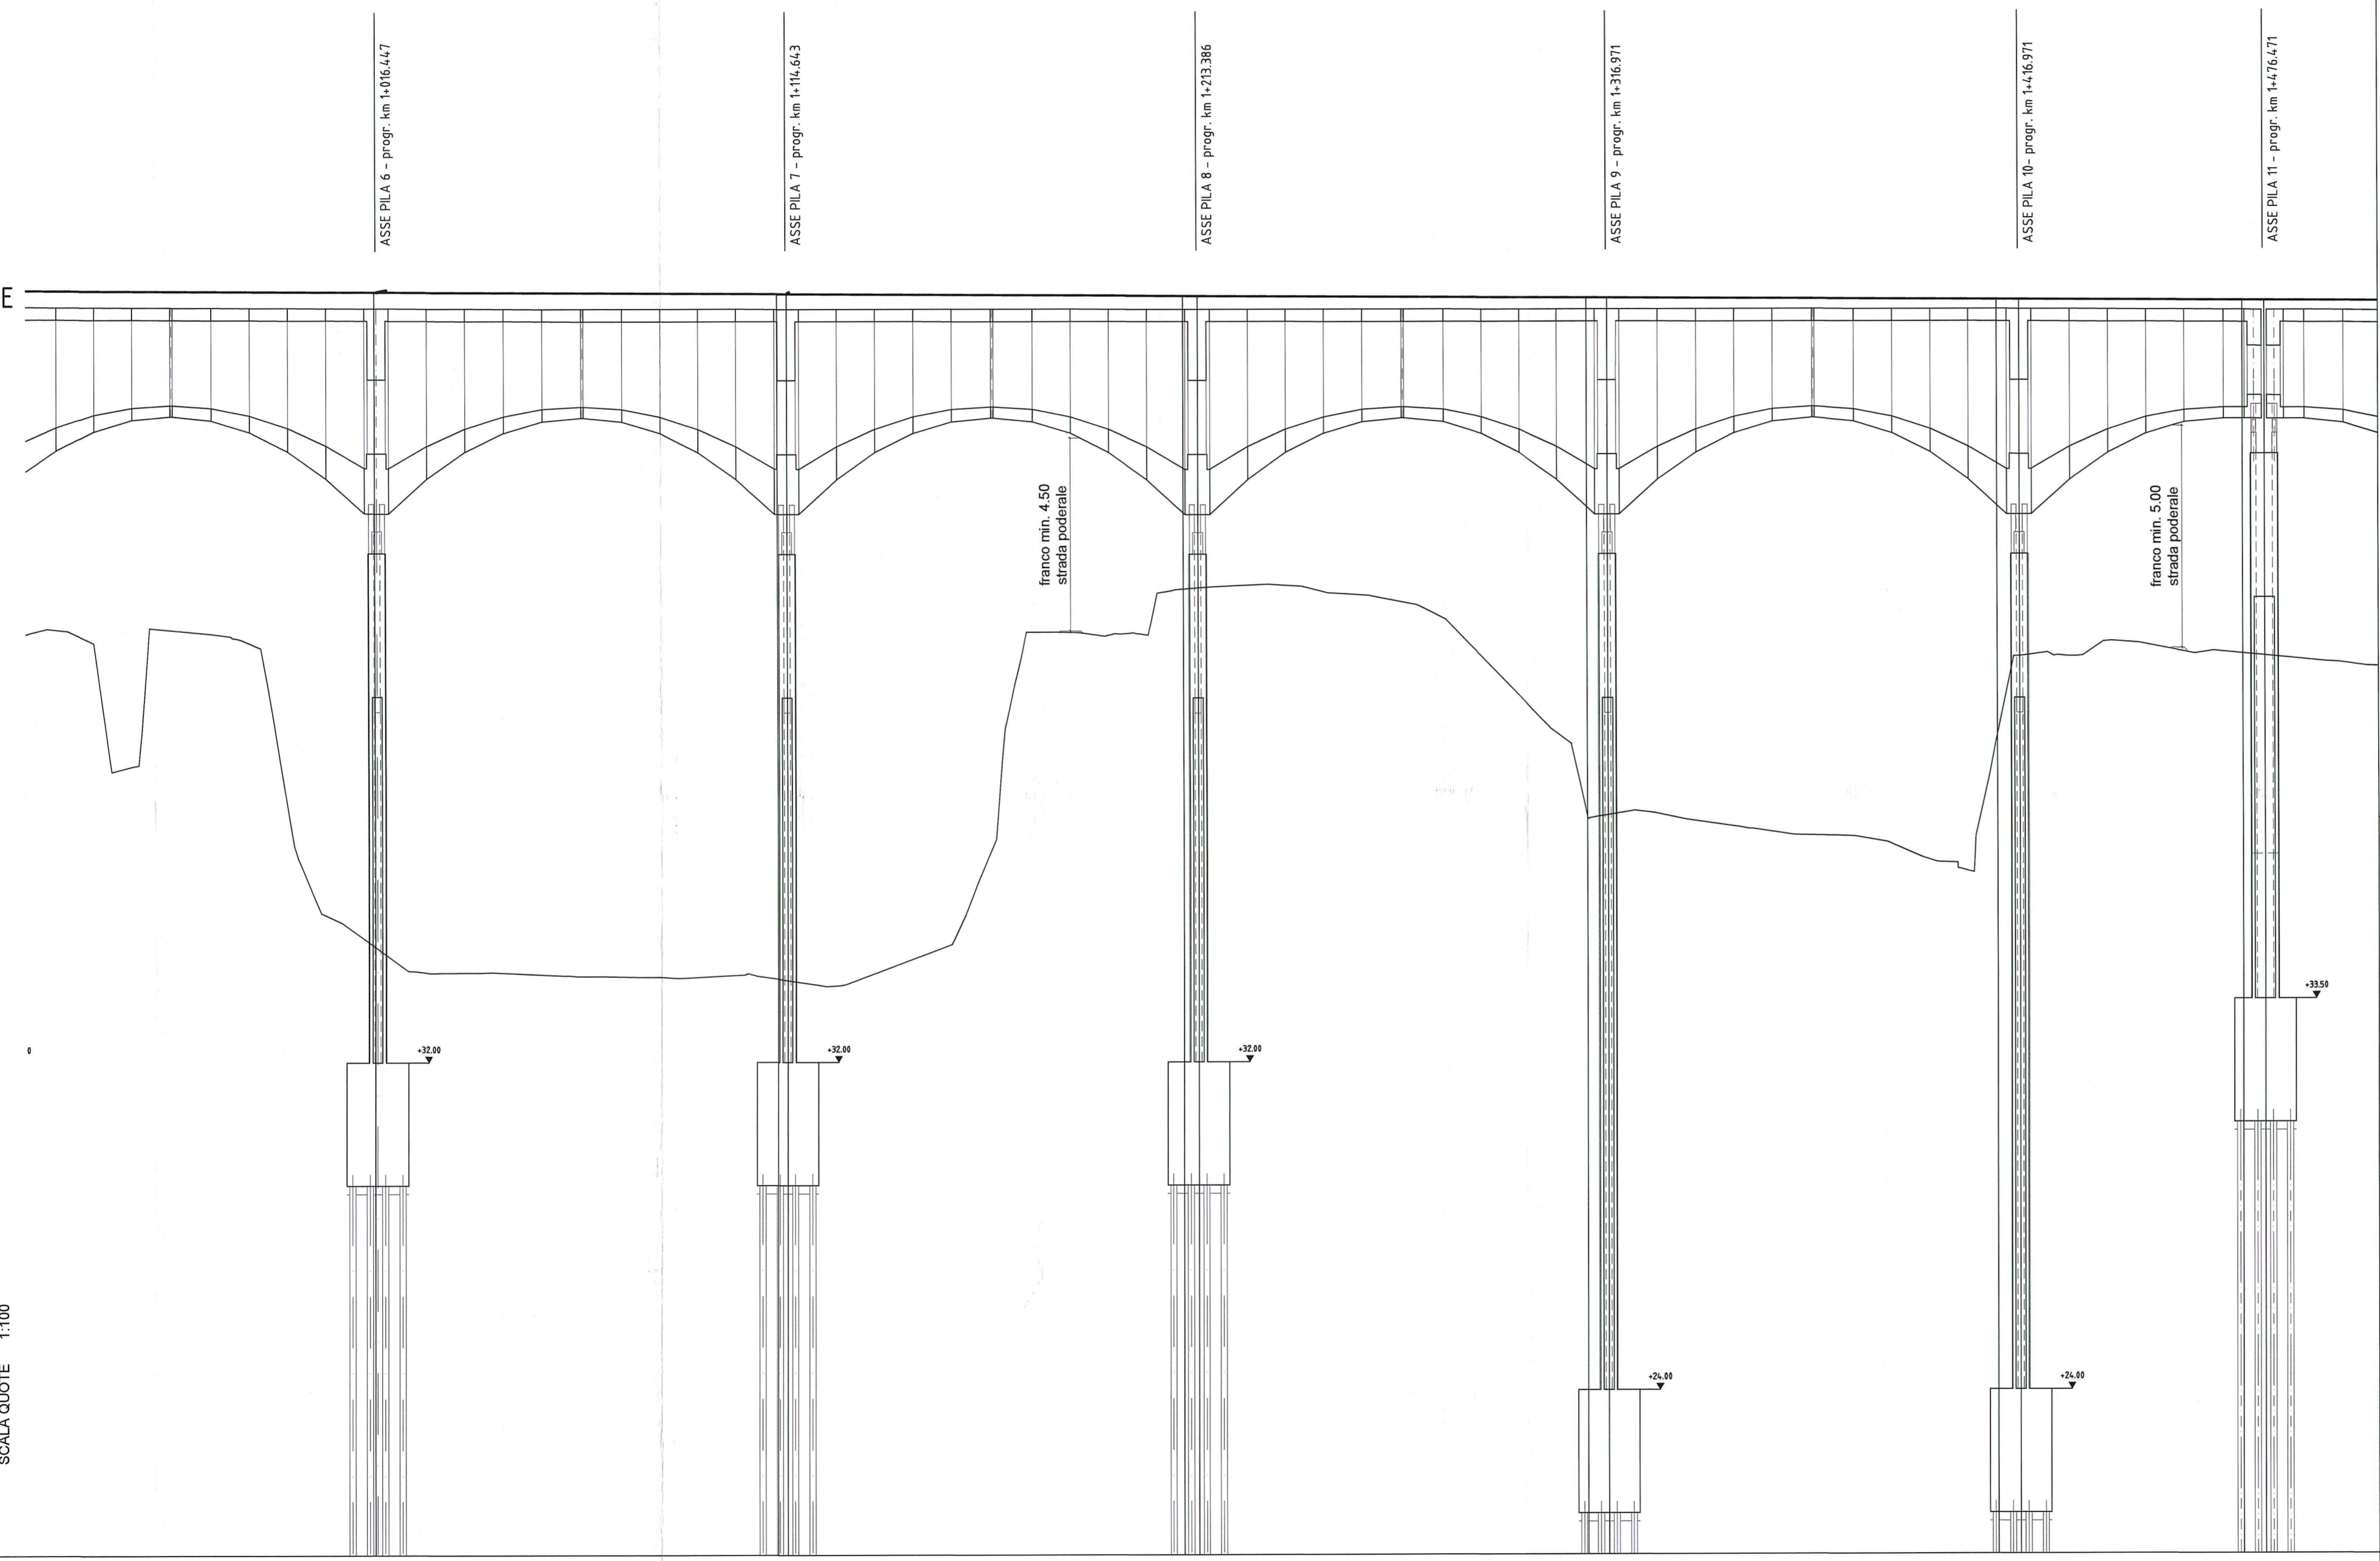 ASSE PILA 6 - progr. km 1+016.447
ASSE PILA 7 - progr. km 1+114.643
ASSE PILA 8 - progr. km 1+213.386
ASSE PILA 9 - progr. km 1+316.971
ASSE PILA 10- progr. km 1+416.971
ASSE PILA 11 - progr. km 1+476.471
E
franco min. 4.50
strada poderale
franco min. 5.00
strada poderale
+33.50
0
+32.00
+32.00
+32.00
+24.00
+24.00
SCALA QUOTE 1:100